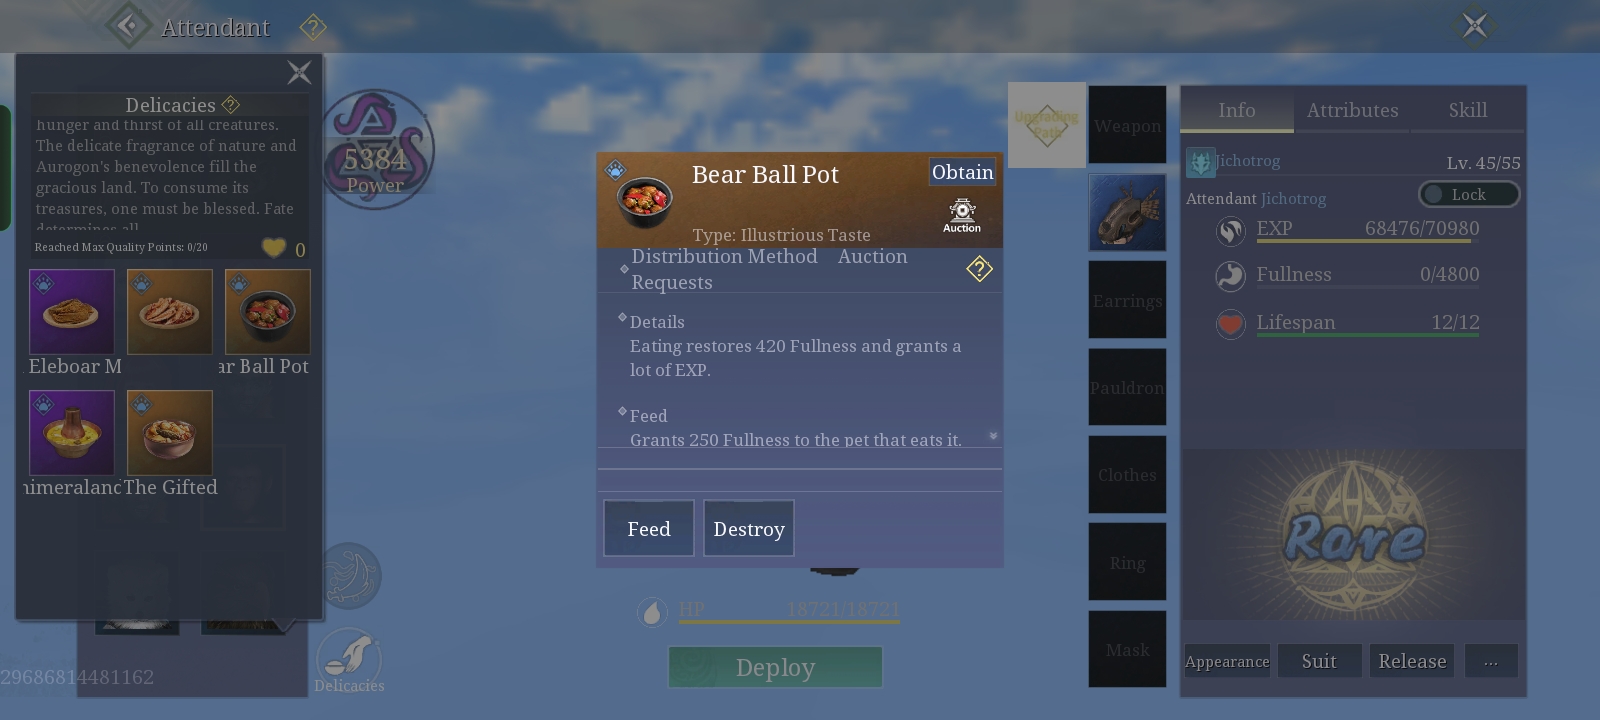 Attendant
Delicacies
hunger and thirst of all creatures.
The delicate fragrance of nature and
Aurogon's benevolence fill the
gracious land. To consume its
treasures, one must be blessed. Fate
determines all
Reached Max Quality Points: 0/20
0
Eleboar M
ar Ball Pot
nimeraland
The Gifted
5384
Power
Delicacies
29686814481162
Bear Ball Pot
Obtain
Auction
Type: Illustrious Taste
Distribution Method Auction
Requests
Details
Eating restores 420 Fullness and grants a
lot of EXP.
Feed
Grants 250 Fullness to the pet that eats it.
Feed
Destroy
HP 18721/18721
Deploy
Upgrading
Path
Weapon
Earrings
Pauldron
Clothes
Ring
Mask
Info
Attributes
Skill
Jichotrog
Lv. 45/55
Attendant Jichotrog
Lock
EXP 68476/70980
Fullness 0/4800
Lifespan 12/12
Rare
Appearance
Suit
Release
...